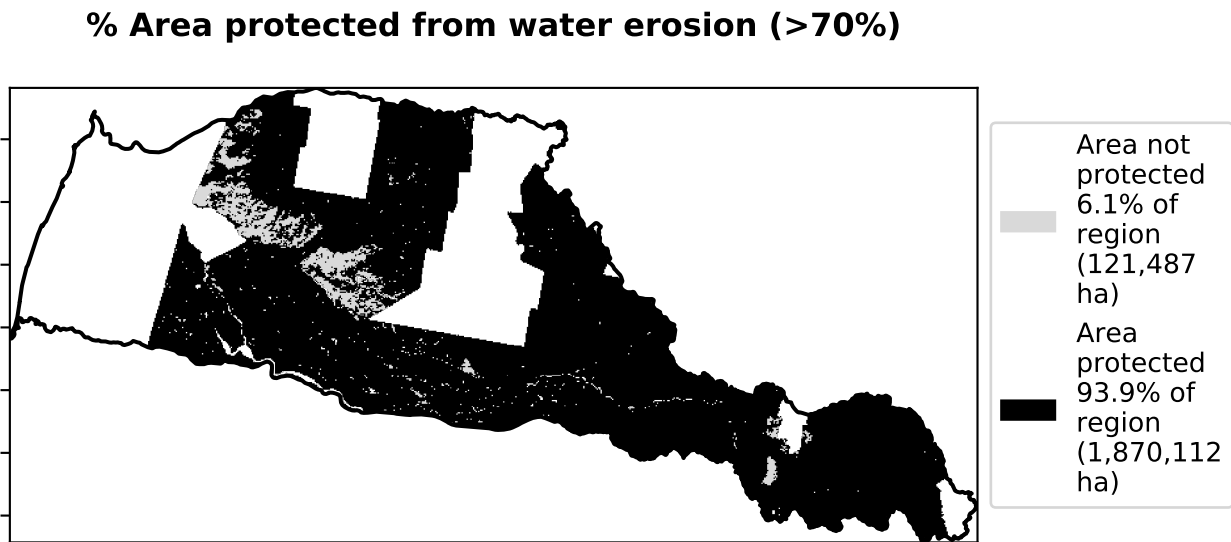 % Area protected from water erosion (>70%)
Area not
protected
6.1% of
region
(121,487
ha)
Area
protected
93.9% of
region
(1,870,112
ha)